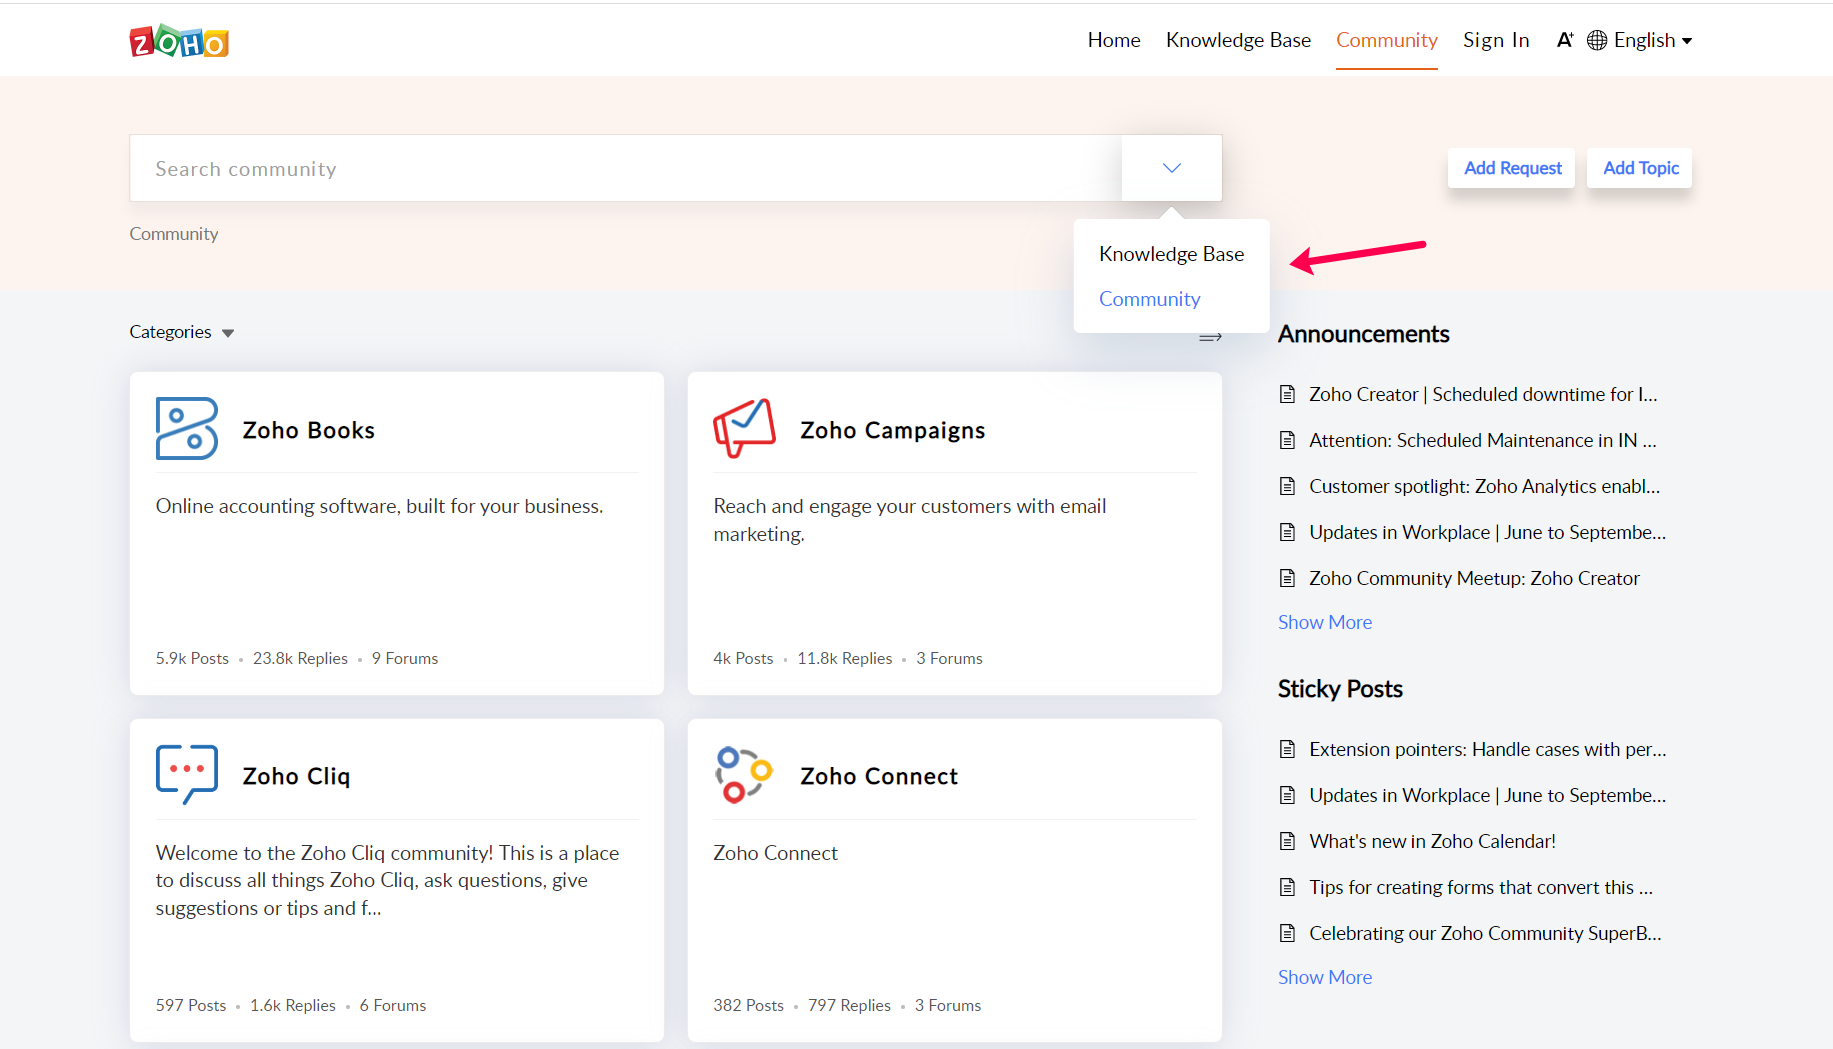 ZOHO
Home Knowledge Base Community Sign In A+ English
Search community
Add Request Add Topic
Community
Knowledge Base
Community
Categories
Zoho Books
Online accounting software, built for your business.
5.9k Posts • 23.8k Replies • 9 Forums
Zoho Campaigns
Reach and engage your customers with email
marketing.
4k Posts • 11.8k Replies • 3 Forums
Zoho Cliq
Welcome to the Zoho Cliq community! This is a place
to discuss all things Zoho Cliq, ask questions, give
suggestions or tips and f...
597 Posts • 1.6k Replies • 6 Forums
Zoho Connect
Zoho Connect
382 Posts • 797 Replies • 3 Forums
Announcements
Zoho Creator | Scheduled downtime for I...
Attention: Scheduled Maintenance in IN ...
Customer spotlight: Zoho Analytics enabl...
Updates in Workplace | June to Septembe...
Zoho Community Meetup: Zoho Creator
Show More
Sticky Posts
Extension pointers: Handle cases with per...
Updates in Workplace | June to Septembe...
What's new in Zoho Calendar!
Tips for creating forms that convert this ...
Celebrating our Zoho Community SuperB...
Show More